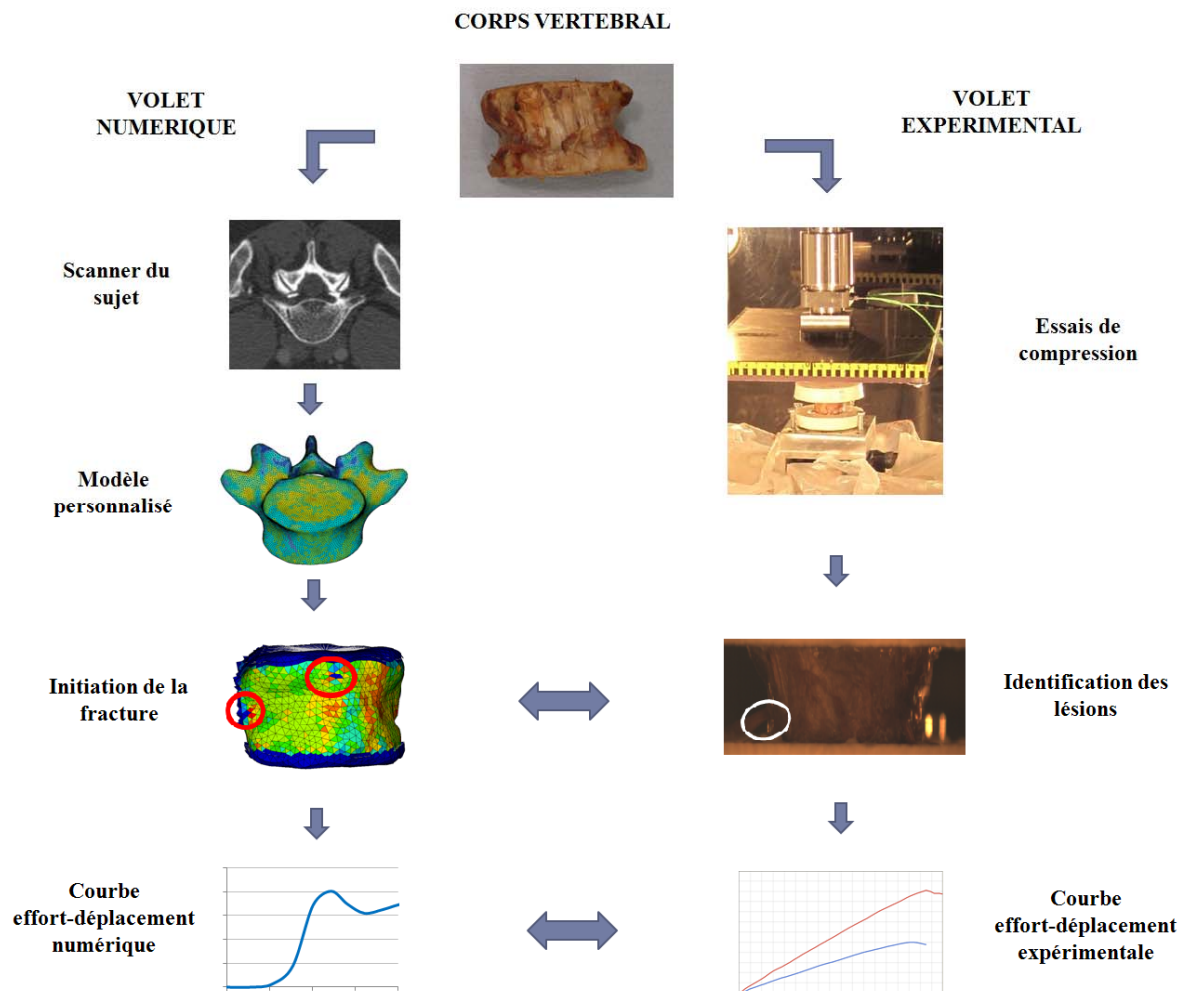 CORPS VERTEBRAL
VOLET
NUMERIQUE
VOLET
EXPERIMENTAL
Scanner du
sujet
Essais de
compression
Modèle
personnalisé
Initiation de la
fracture
Identification des
lésions
Courbe
effort-déplacement
numérique
Courbe
effort-déplacement
expérimentale